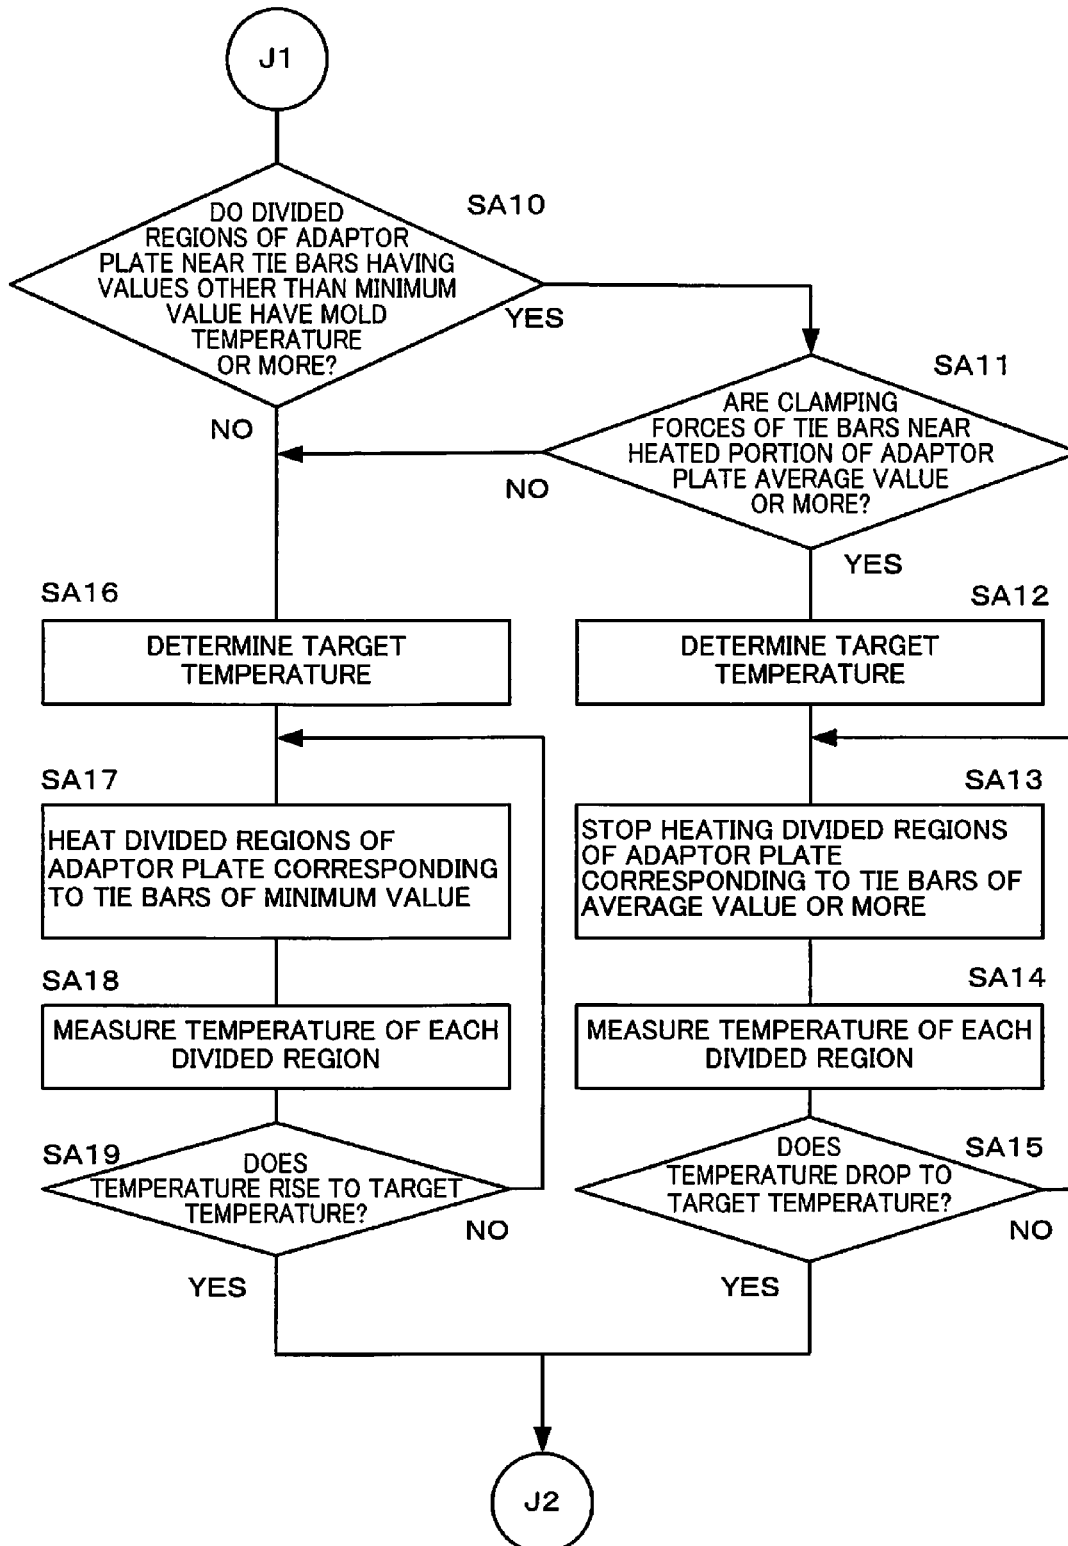 J1
SA10
DO DIVIDED
REGIONS OF ADAPTOR
PLATE NEAR TIE BARS HAVING
VALUES OTHER THAN MINIMUM
VALUE HAVE MOLD
TEMPERATURE
OR MORE?
YES
NO
SA11
ARE CLAMPING
FORCES OF TIE BARS NEAR
HEATED PORTION OF ADAPTOR
PLATE AVERAGE VALUE
OR MORE?
NO
YES
SA16
DETERMINE TARGET
TEMPERATURE
SA12
DETERMINE TARGET
TEMPERATURE
SA17
HEAT DIVIDED REGIONS OF
ADAPTOR PLATE CORRESPONDING
TO TIE BARS OF MINIMUM VALUE
SA13
STOP HEATING DIVIDED REGIONS
OF ADAPTOR PLATE
CORRESPONDING TO TIE BARS OF
AVERAGE VALUE OR MORE
SA18
MEASURE TEMPERATURE OF EACH
DIVIDED REGION
SA14
MEASURE TEMPERATURE OF EACH
DIVIDED REGION
SA19
DOES
TEMPERATURE RISE TO TARGET
TEMPERATURE?
NO
YES
SA15
DOES
TEMPERATURE DROP TO
TARGET TEMPERATURE?
NO
YES
J2